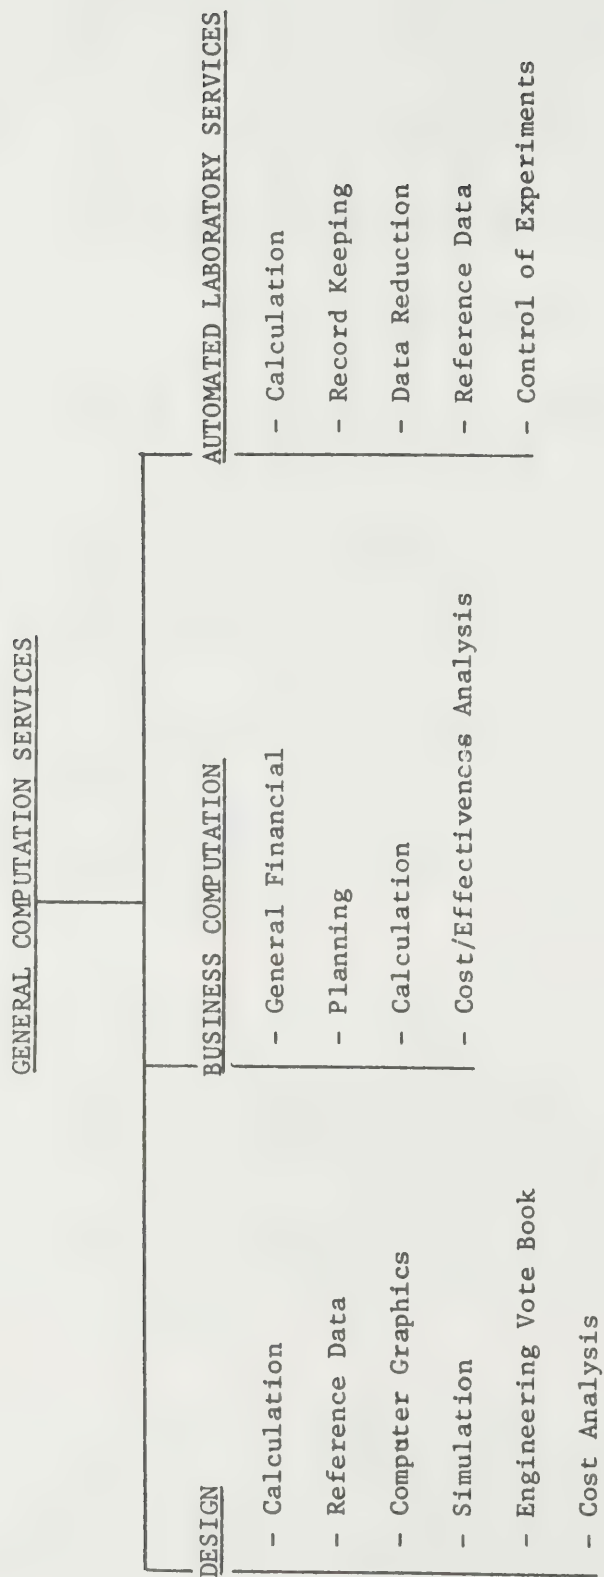 GENERAL COMPUTATION SERVICES
DESIGN
- Calculation
- Reference Data
- Computer Graphics
- Simulation
- Engineering Vote Book
- Cost Analysis
BUSINESS COMPUTATION
- General Financial
- Planning
- Calculation
- Cost/Effectiveness Analysis
AUTOMATED LABORATORY SERVICES
- Calculation
- Record Keeping
- Data Reduction
- Reference Data
- Control of Experiments